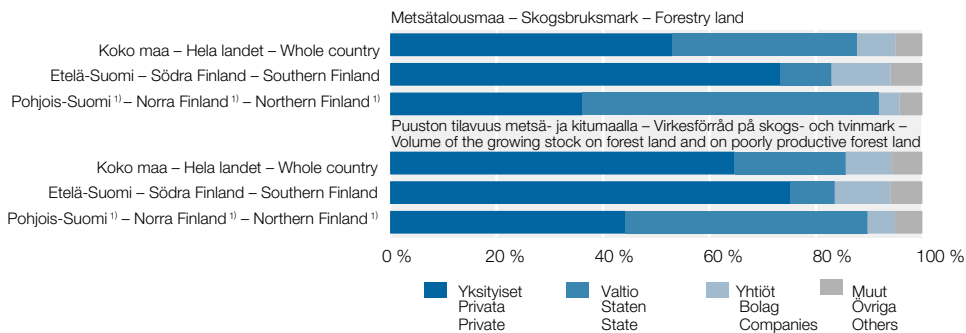 Metsätalousmaa – Skogsbruksmark – Forestry land
Koko maa – Hela landet – Whole country
Etelä-Suomi – Södra Finland – Southern Finland
Pohjois-Suomi ¹⁾ – Norra Finland ¹⁾ – Northern Finland ¹⁾
Puuston tilavuus metsä- ja kitumaalla – Virkesförråd på skogs- och tvinmark –
Volume of the growing stock on forest land and on poorly productive forest land
Koko maa – Hela landet – Whole country
Etelä-Suomi – Södra Finland – Southern Finland
Pohjois-Suomi ¹⁾ – Norra Finland ¹⁾ – Northern Finland ¹⁾
0 % 20 % 40 % 60 % 80 % 100 %
Yksityiset Valtio Yhtiöt Muut
Privata Staten Bolag Övriga
Private State Companies Others